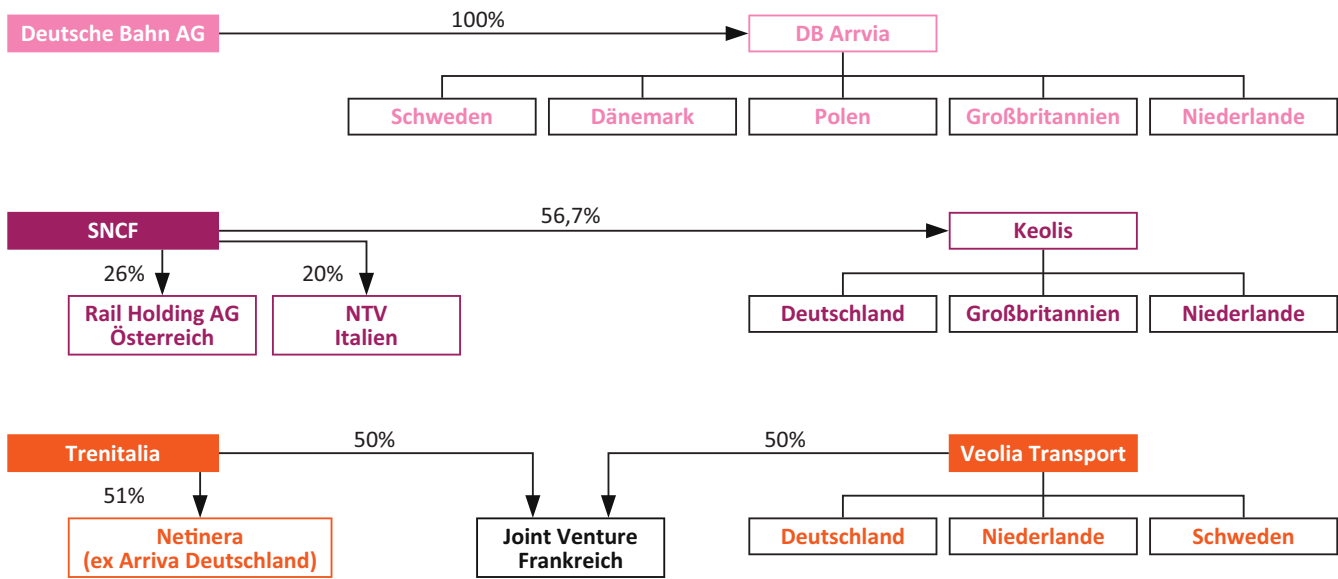 Deutsche Bahn AG
100%
DB Arrvia
Schweden
Dänemark
Polen
Großbritannien
Niederlande
SNCF
56,7%
Keolis
26%
20%
Rail Holding AG
Österreich
NTV
Italien
Deutschland
Großbritannien
Niederlande
Trenitalia
50%
50%
Veolia Transport
51%
Netinera
(ex Arriva Deutschland)
Joint Venture
Frankreich
Deutschland
Niederlande
Schweden